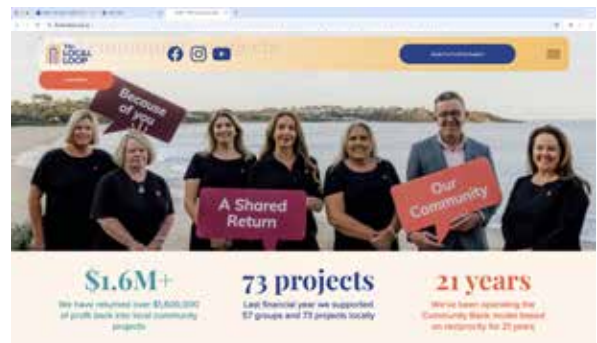 The
LOCAL
LOOP
Because
of you
A Shared
Return
Our
Community
$1.6M+
We have returned over $1,600,000
of profit back into local community
projects
73 projects
Last financial year we supported
57 groups and 73 projects locally
21 years
We've been operating the
Community Bank model based
on reciprocity for 21 years